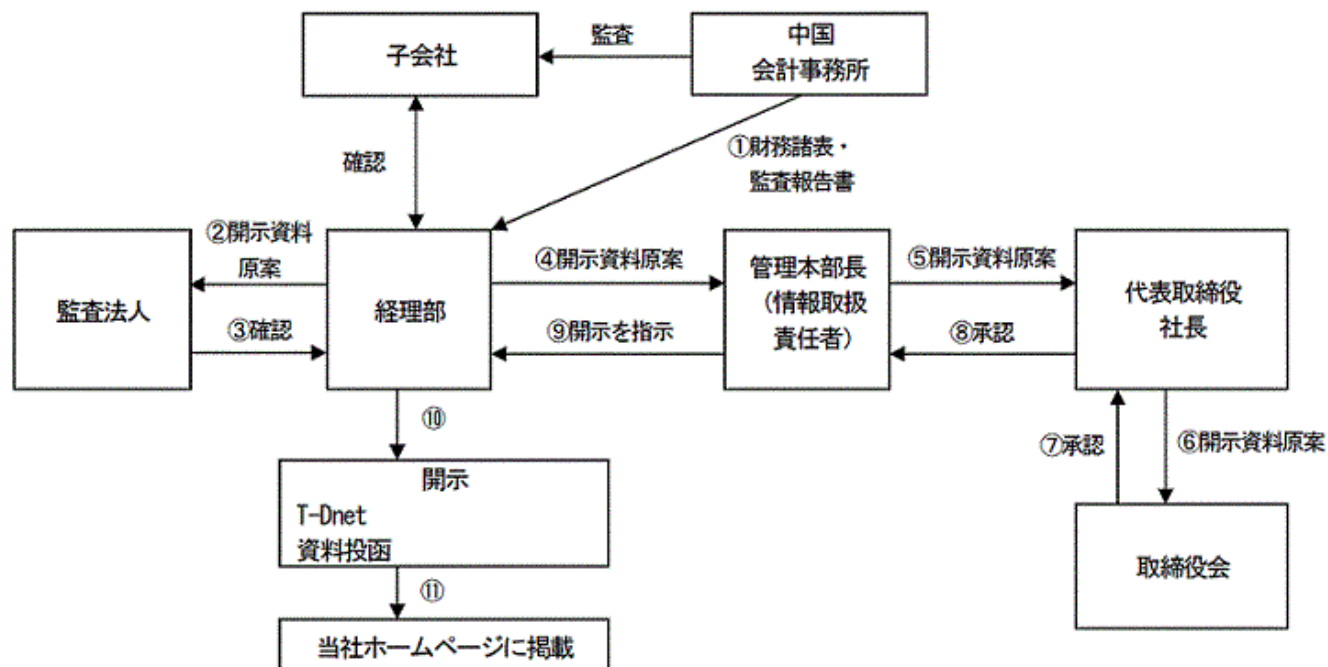 子会社
監査
中国
会計事務所
確認
①財務諸表・
監査報告書
②開示資料
原案
監査法人
③確認
経理部
④開示資料原案
⑨開示を指示
管理本部長
（情報取扱
責任者）
⑤開示資料原案
⑧承認
代表取締役
社長
⑩
⑦承認
⑥開示資料原案
開示
T-Dnet
資料投函
取締役会
⑪
当社ホームページに掲載